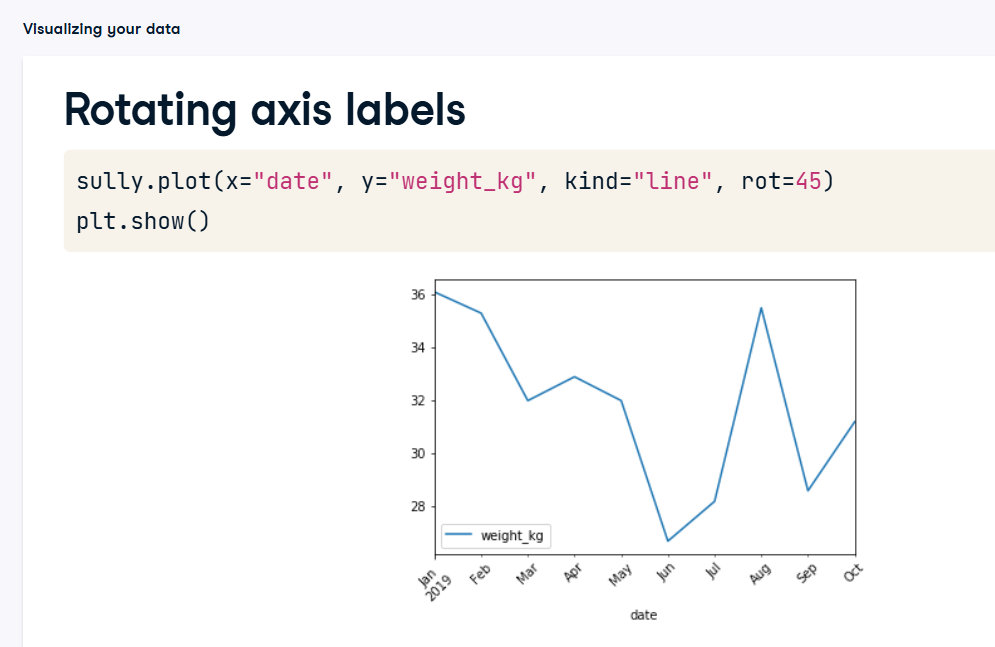 Visualizing your data
Rotating axis labels
sully.plot(x="date", y="weight_kg", kind="line", rot=45)
plt.show()
36
34
32
30
28
weight_kg
Jan Feb Mar Apr May Jun Jul Aug Sep Oct
2019
date